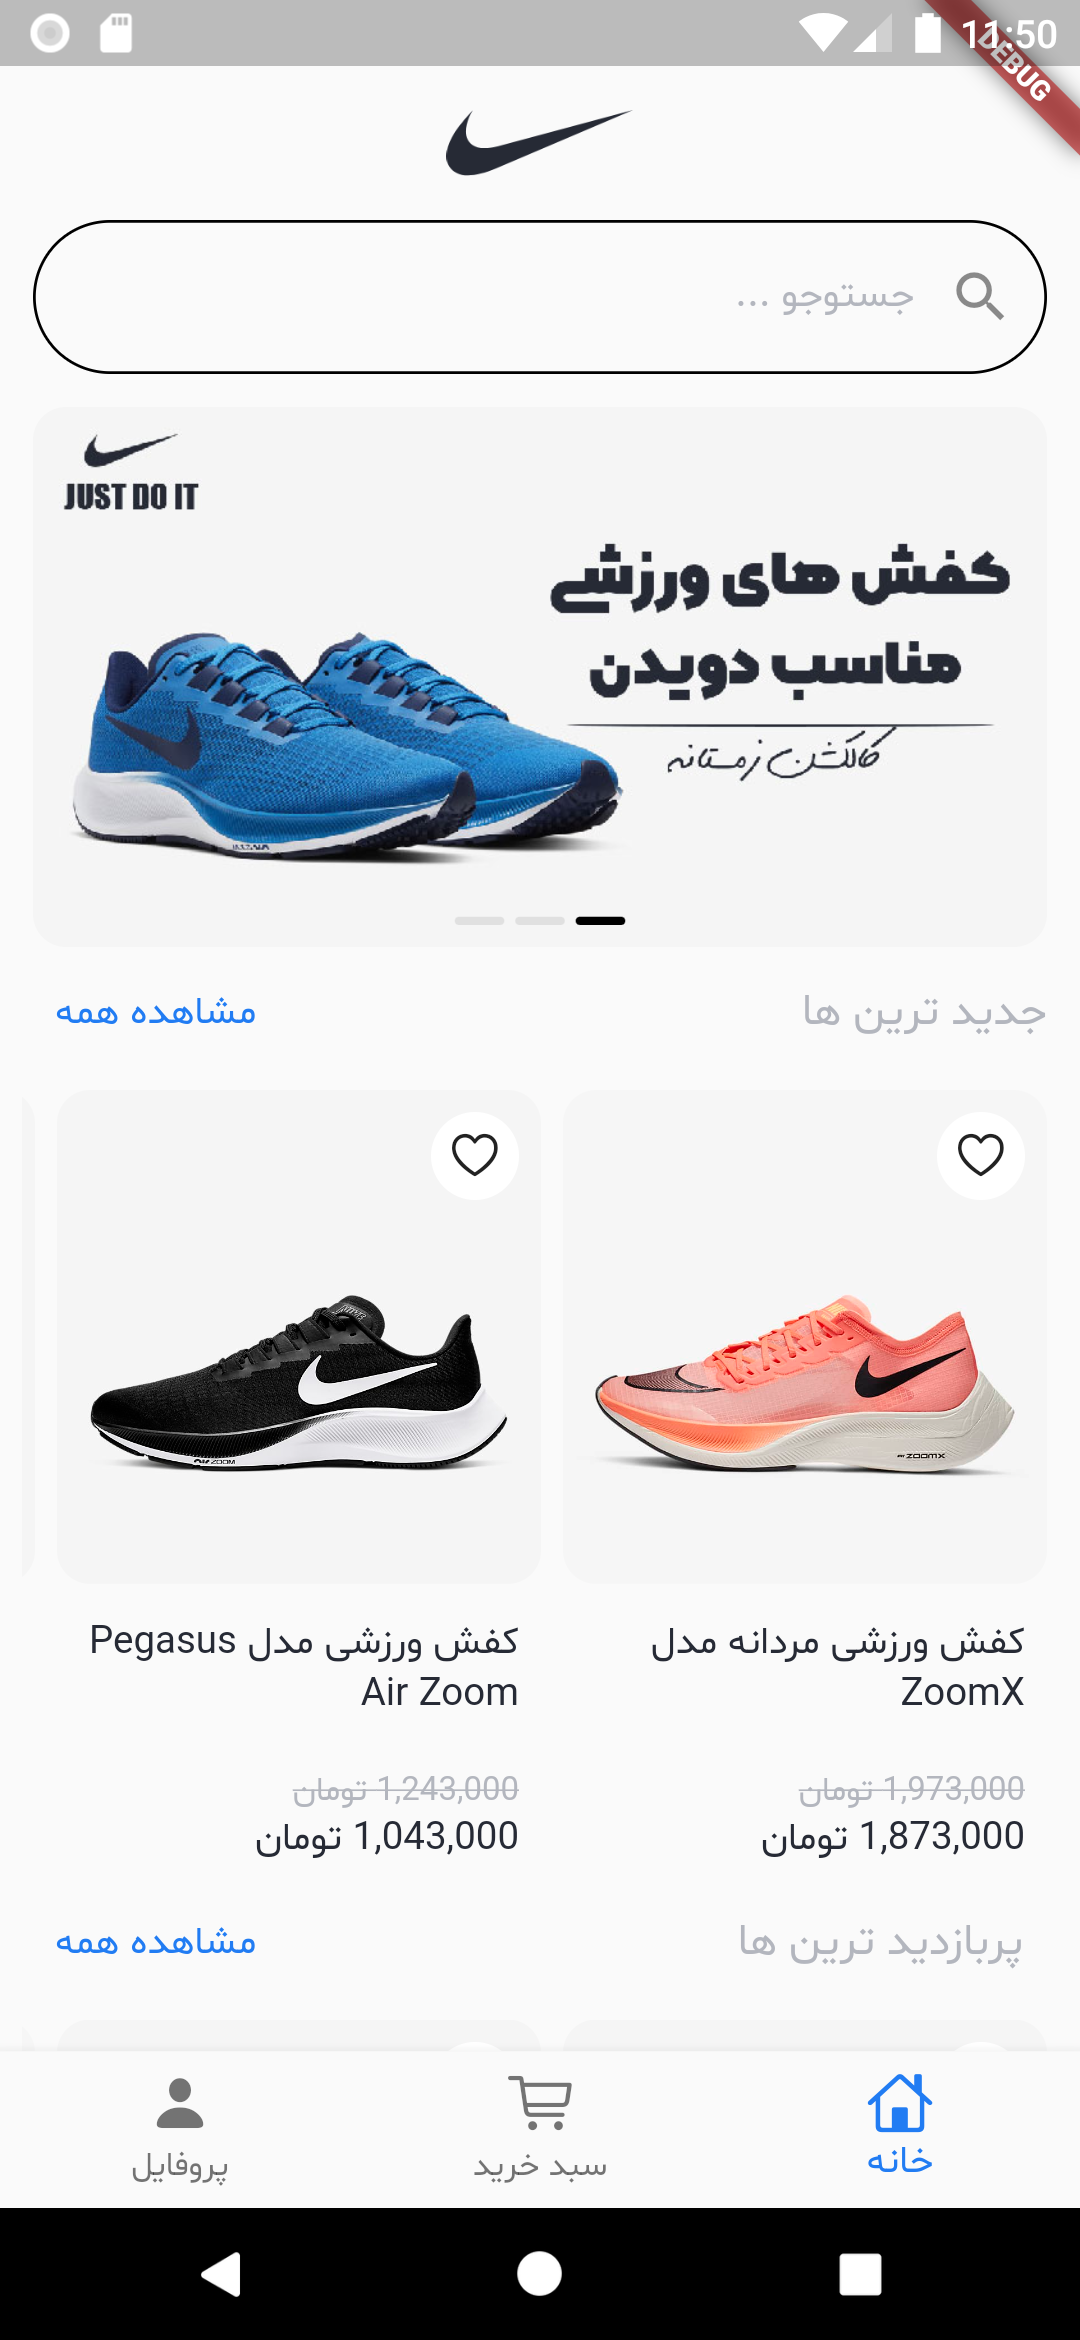 11:50
DEBUG
جستوجو ...
JUST DO IT
کفش های ورزشی
مناسب دویدن
کالکشن زمستانه
جدید ترین ها
مشاهده همه
کفش ورزشی مردانه مدل
ZoomX
1,973,000 تومان
1,873,000 تومان
کفش ورزشی مدل Pegasus
Air Zoom
1,243,000 تومان
1,043,000 تومان
پربازدید ترین ها
مشاهده همه
خانه
سبد خرید
پروفایل